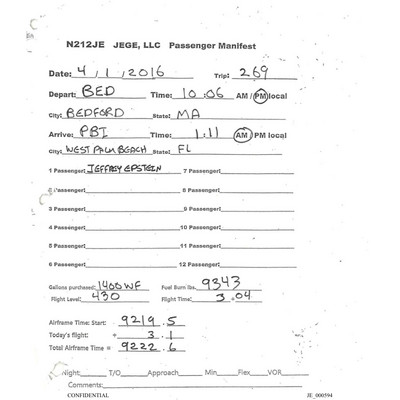 N212JE JEGE, LLC Passenger Manifest
Date: 4/1/2016 Trip: 269
Depart: BED Time: 10:06 AM / PM local
City: BEDFORD State: MA
Arrive: PBI Time: 1:11 AM / PM local
City: WEST PALM BEACH State: FL
1 Passenger: JEFFREY EPSTEIN 7 Passenger:
2 Passenger: 8 Passenger:
3 Passenger: 9 Passenger:
4 Passenger: 10 Passenger:
5 Passenger: 11 Passenger:
6 Passenger: 12 Passenger:
Gallons purchased: 1400 WF Fuel Burn lbs. 9343
Flight Level: 430 Flight Time: 3:04
Airframe Time: Start: 9219.5
Today's flight: + 3.1
Total Airframe Time = 9222.6
Night: T/O Approach Min Flex VOR
Comments:
CONFIDENTIAL JE_000594